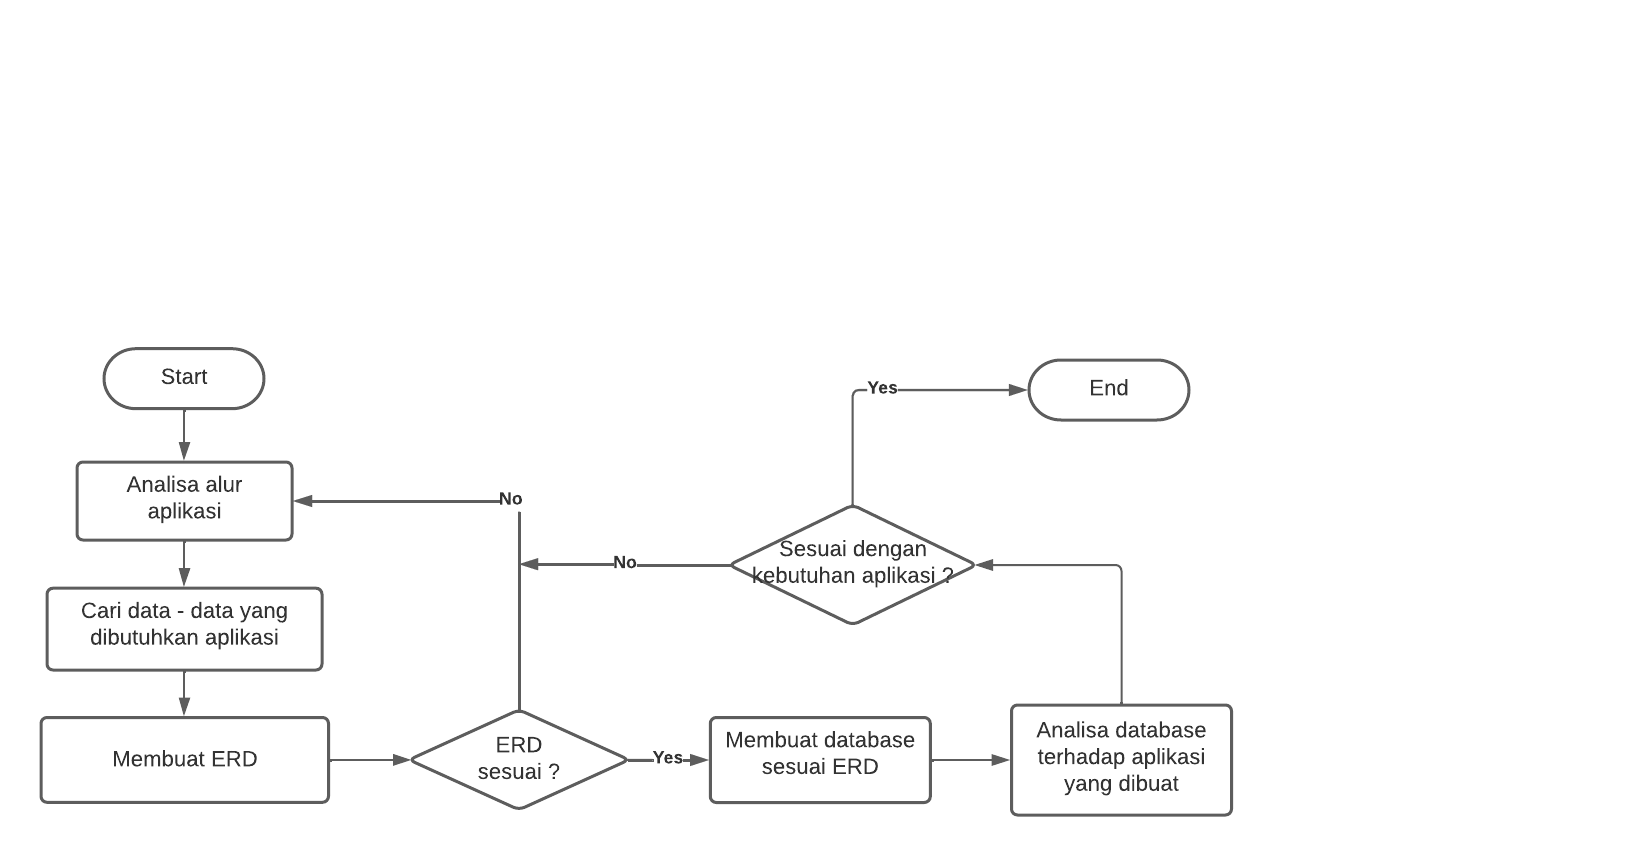 Start
Analisa alur
aplikasi
Cari data - data yang
dibutuhkan aplikasi
Membuat ERD
ERD
sesuai ?
No
Yes
Membuat database
sesuai ERD
Analisa database
terhadap aplikasi
yang dibuat
Sesuai dengan
kebutuhan aplikasi ?
No
Yes
End